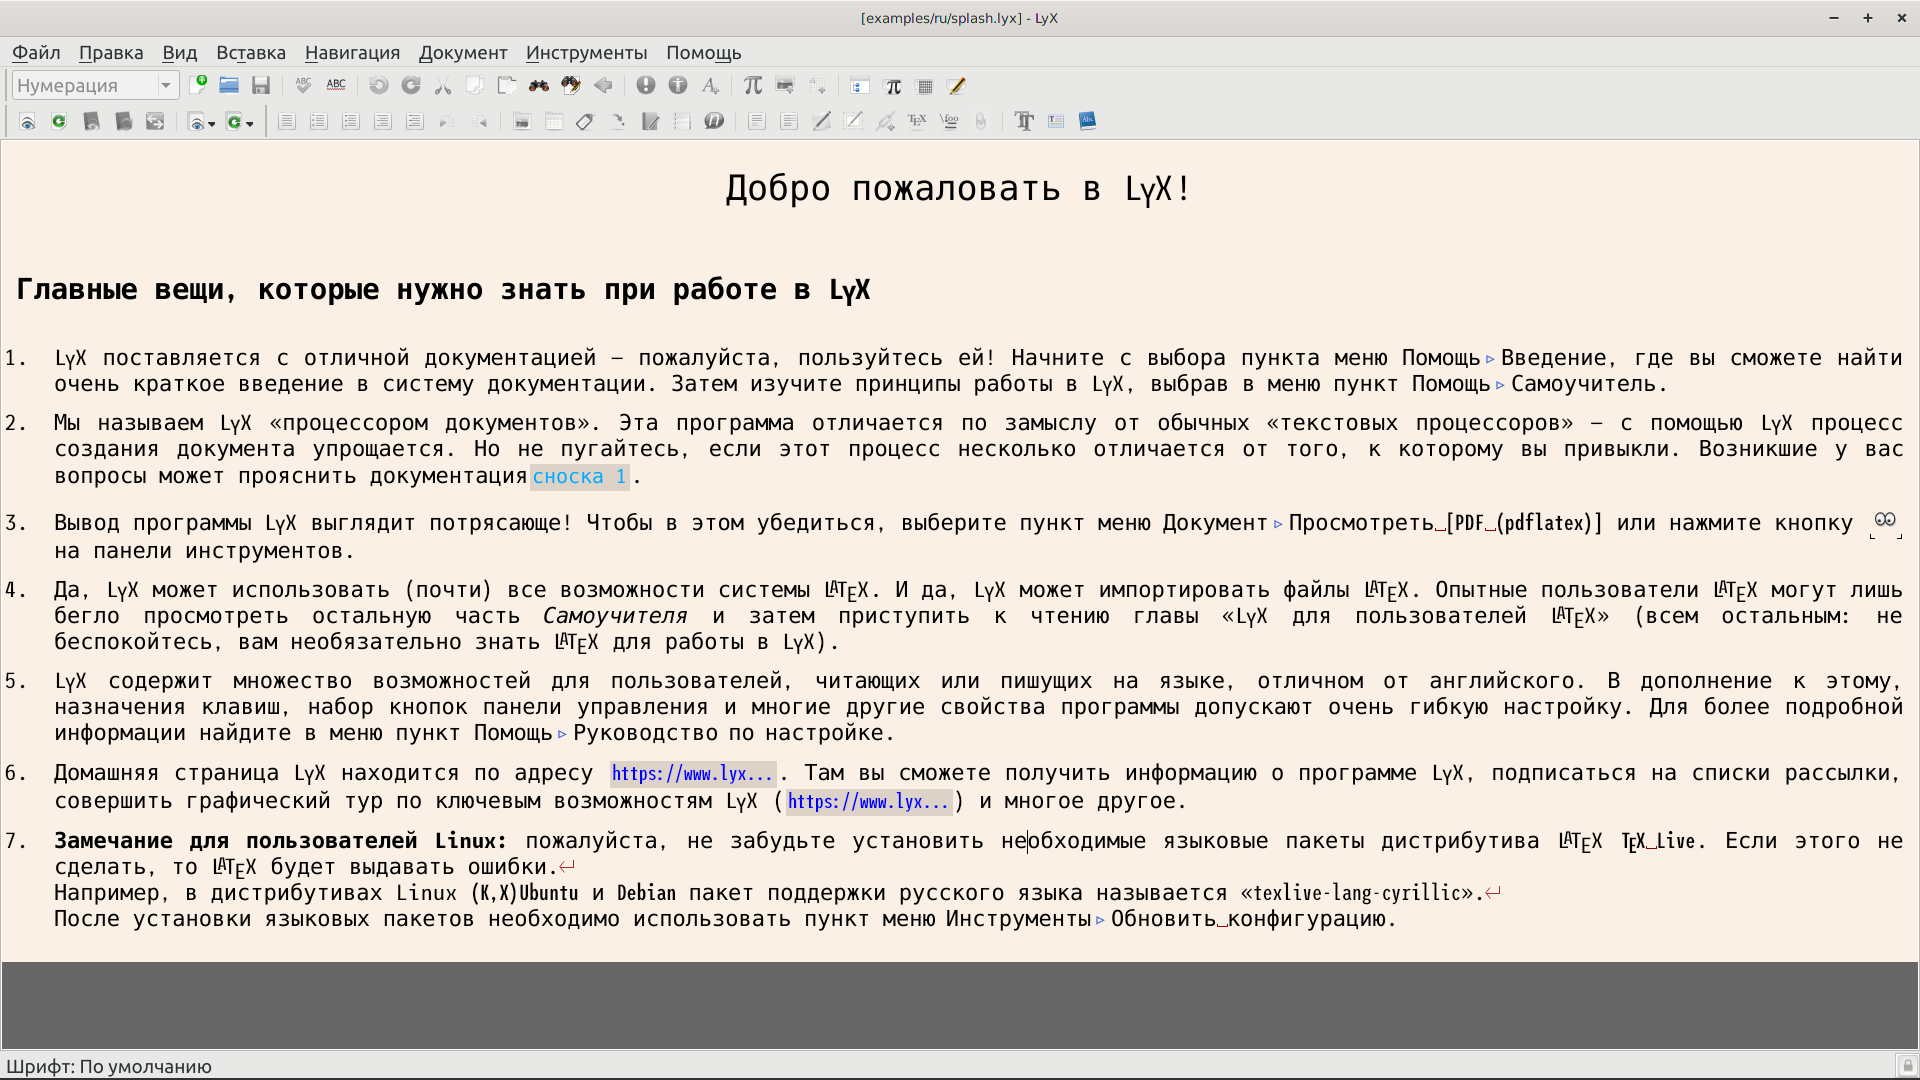 [examples/ru/splash.lyx] - LyX
Файл Правка Вид Вставка Навигация Документ Инструменты Помощь
Нумерация
Добро пожаловать в LyX!
Главные вещи, которые нужно знать при работе в LyX
1. LyX поставляется с отличной документацией – пожалуйста, пользуйтесь ей! Начните с выбора пункта меню Помощь▹Введение, где вы сможете найти
очень краткое введение в систему документации. Затем изучите принципы работы в LyX, выбрав в меню пункт Помощь▹Самоучитель.
2. Мы называем LyX «процессором документов». Эта программа отличается по замыслу от обычных «текстовых процессоров» – с помощью LyX процесс
создания документа упрощается. Но не пугайтесь, если этот процесс несколько отличается от того, к которому вы привыкли. Возникшие у вас
вопросы может прояснить документация сноска 1.
3. Вывод программы LyX выглядит потрясающе! Чтобы в этом убедиться, выберите пункт меню Документ▹Просмотреть␣[PDF␣(pdflatex)] или нажмите кнопку
на панели инструментов.
4. Да, LyX может использовать (почти) все возможности системы LATEX. И да, LyX может импортировать файлы LATEX. Опытные пользователи LATEX могут лишь
бегло просмотреть остальную часть Самоучителя и затем приступить к чтению главы «LyX для пользователей LATEX» (всем остальным: не
беспокойтесь, вам необязательно знать LATEX для работы в LyX).
5. LyX содержит множество возможностей для пользователей, читающих или пишущих на языке, отличном от английского. В дополнение к этому,
назначения клавиш, набор кнопок панели управления и многие другие свойства программы допускают очень гибкую настройку. Для более подробной
информации найдите в меню пункт Помощь▹Руководство по настройке.
6. Домашняя страница LyX находится по адресу https://www.lyx... . Там вы сможете получить информацию о программе LyX, подписаться на списки рассылки,
совершить графический тур по ключевым возможностям LyX (https://www.lyx...) и многое другое.
7. Замечание для пользователей Linux: пожалуйста, не забудьте установить необходимые языковые пакеты дистрибутива LATEX TEX␣Live. Если этого не
сделать, то LATEX будет выдавать ошибки.↵
Например, в дистрибутивах Linux (K,X)Ubuntu и Debian пакет поддержки русского языка называется «texlive-lang-cyrillic».↵
После установки языковых пакетов необходимо использовать пункт меню Инструменты▹Обновить␣конфигурацию.
Шрифт: По умолчанию